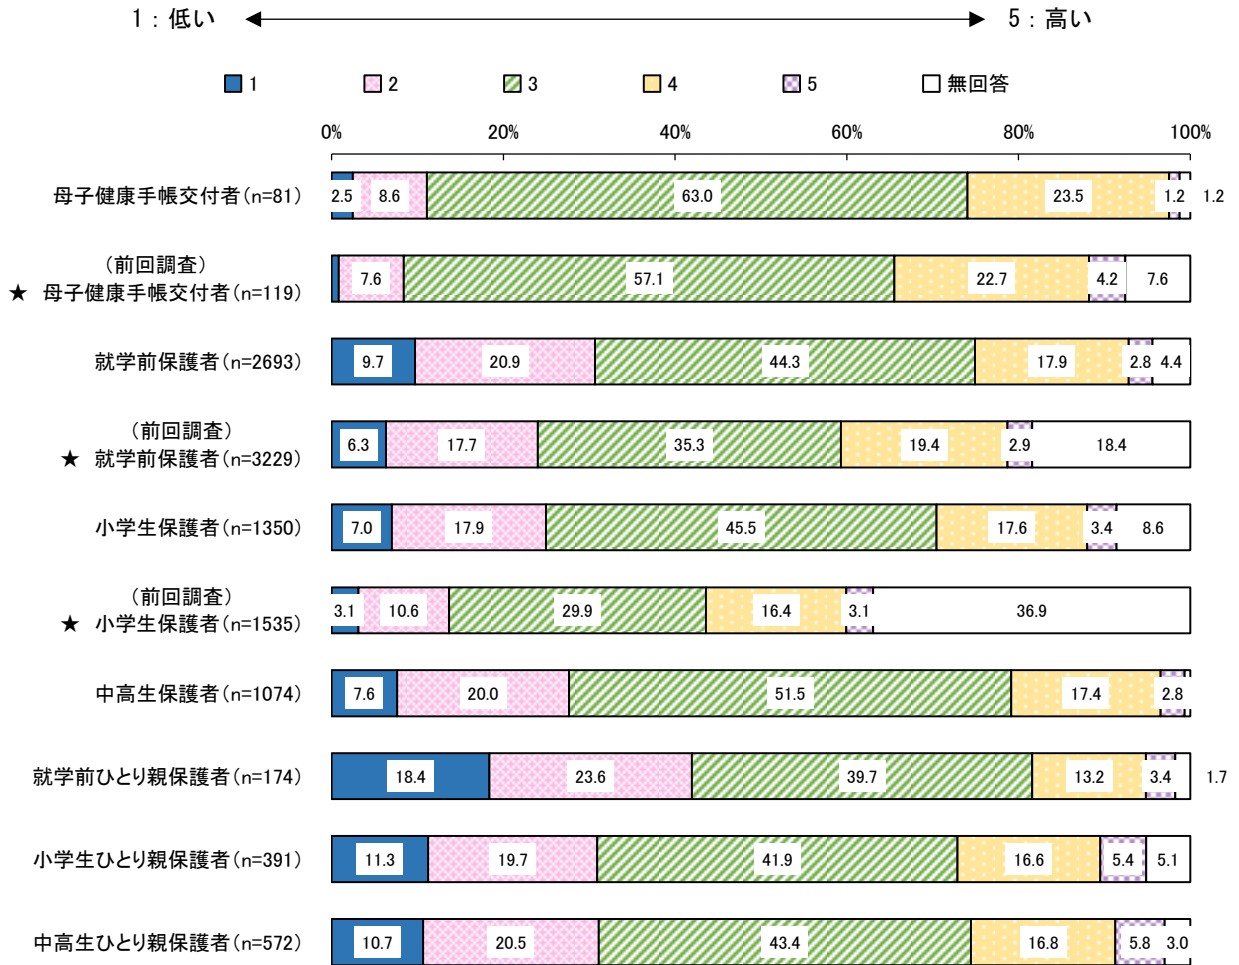 1：低い 5：高い
1 2 3 4 5 無回答
0% 20% 40% 60% 80% 100%
母子健康手帳交付者(n=81) 2.5 8.6 63.0 23.5 1.2 1.2
(前回調査)
★ 母子健康手帳交付者(n=119) 7.6 57.1 22.7 4.2 7.6
就学前保護者(n=2693) 9.7 20.9 44.3 17.9 2.8 4.4
(前回調査)
★ 就学前保護者(n=3229) 6.3 17.7 35.3 19.4 2.9 18.4
小学生保護者(n=1350) 7.0 17.9 45.5 17.6 3.4 8.6
(前回調査)
★ 小学生保護者(n=1535) 3.1 10.6 29.9 16.4 3.1 36.9
中高生保護者(n=1074) 7.6 20.0 51.5 17.4 2.8
就学前ひとり親保護者(n=174) 18.4 23.6 39.7 13.2 3.4 1.7
小学生ひとり親保護者(n=391) 11.3 19.7 41.9 16.6 5.4 5.1
中高生ひとり親保護者(n=572) 10.7 20.5 43.4 16.8 5.8 3.0